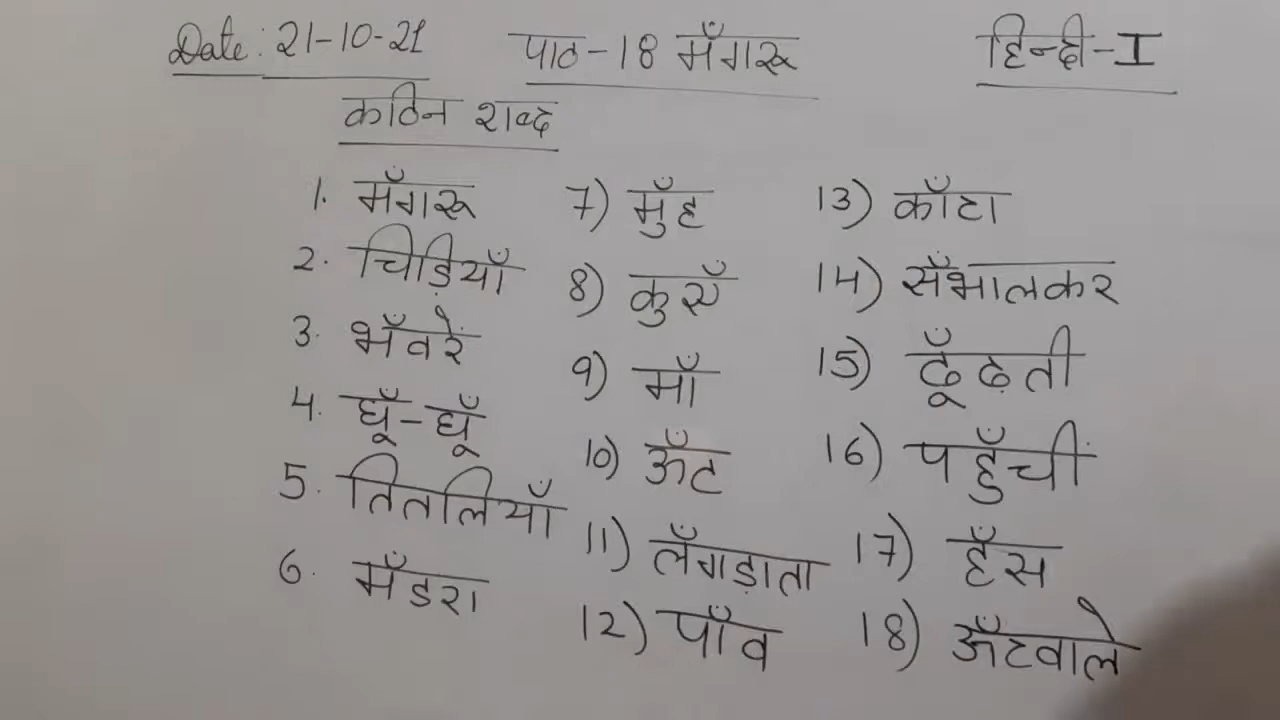 Date: 21-10-21
पाठ-18 मँगरू
हिन्दी-I
कठिन शब्द
1. मँगरू
2. चिड़ियाँ
3. भँवरें
4. घूँ-घूँ
5. तितलियाँ
6. मँडरा
7) मुँह
8) कुएँ
9) माँ
10) ऊँट
11) लँगड़ाता
12) पाँव
13) काँटा
14) सँभालकर
15) ढूँढ़ती
16) पहुँची
17) हँस
18) ऊँटवाले